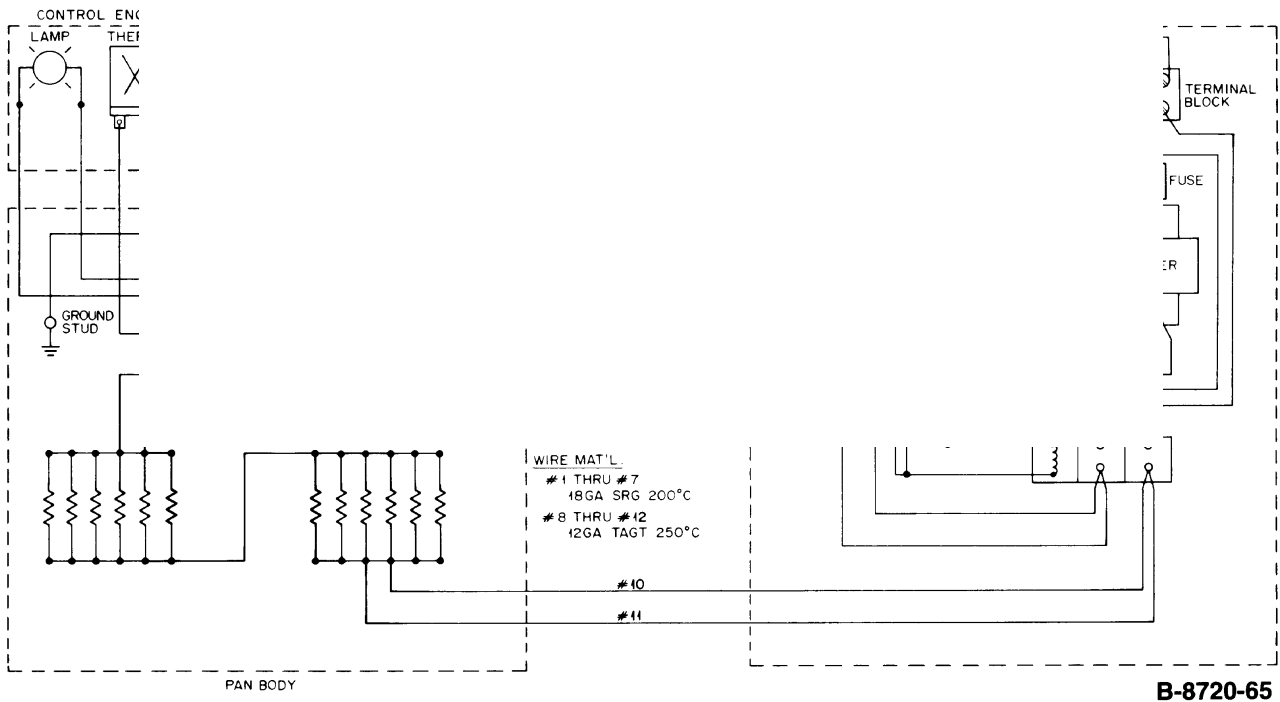 CONTROL ENC
LAMP
THE
TERMINAL
BLOCK
FUSE
ER
GROUND
STUD
WIRE MAT'L.
#1 THRU #7
18GA SRG 200°C
#8 THRU #12
12GA TAGT 250°C
#10
#11
PAN BODY
B-8720-65